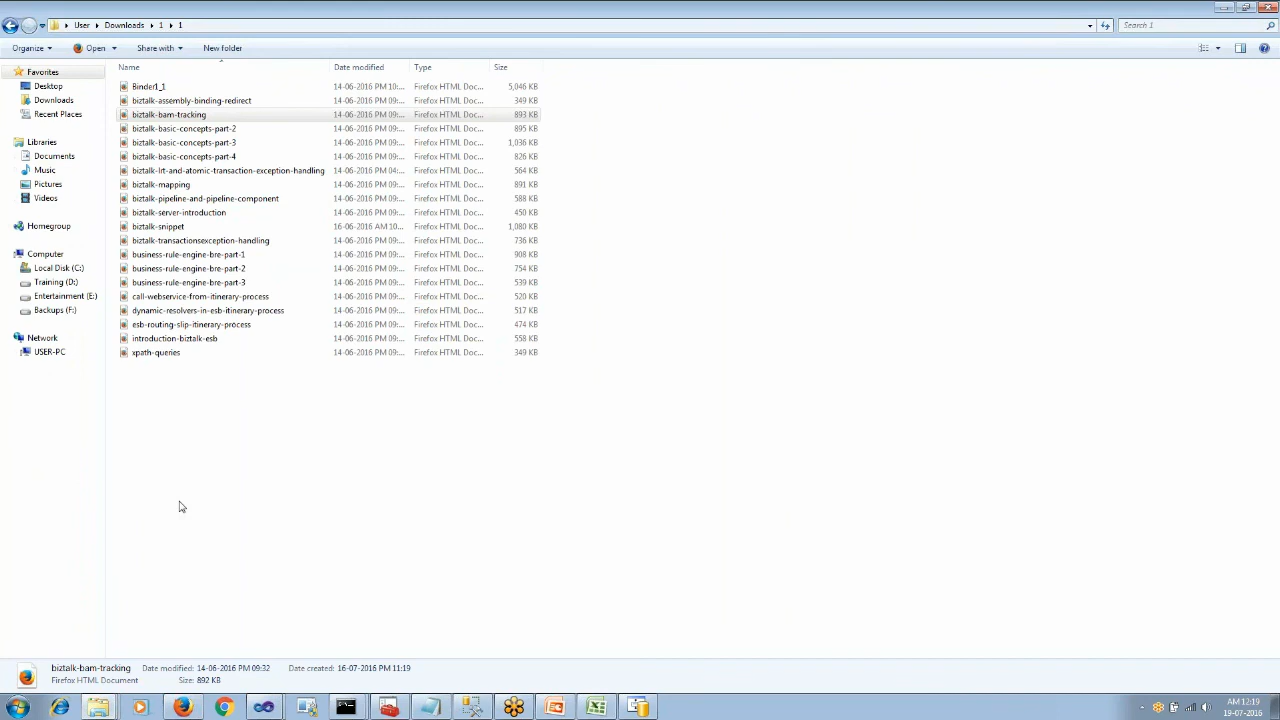 User ▸ Downloads ▸ 1 ▸ 1
Search 1
Organize Open Share with New folder
Name Date modified Type Size
Favorites
Desktop
Downloads
Recent Places
Libraries
Documents
Music
Pictures
Videos
Homegroup
Computer
Local Disk (C:)
Training (D:)
Entertainment (E:)
Backups (F:)
Network
USER-PC
Binder1_1 14-06-2016 PM 10:... Firefox HTML Doc... 5,046 KB
biztalk-assembly-binding-redirect 14-06-2016 PM 09:... Firefox HTML Doc... 349 KB
biztalk-bam-tracking 14-06-2016 PM 09:... Firefox HTML Doc... 893 KB
biztalk-basic-concepts-part-2 14-06-2016 PM 09:... Firefox HTML Doc... 895 KB
biztalk-basic-concepts-part-3 14-06-2016 PM 09:... Firefox HTML Doc... 1,036 KB
biztalk-basic-concepts-part-4 14-06-2016 PM 09:... Firefox HTML Doc... 826 KB
biztalk-lrt-and-atomic-transaction-exception-handling 14-06-2016 PM 04:... Firefox HTML Doc... 564 KB
biztalk-mapping 14-06-2016 PM 09:... Firefox HTML Doc... 891 KB
biztalk-pipeline-and-pipeline-component 14-06-2016 PM 09:... Firefox HTML Doc... 588 KB
biztalk-server-introduction 14-06-2016 PM 09:... Firefox HTML Doc... 450 KB
biztalk-snippet 16-06-2016 AM 10... Firefox HTML Doc... 1,080 KB
biztalk-transactionsexception-handling 14-06-2016 PM 09:... Firefox HTML Doc... 736 KB
business-rule-engine-bre-part-1 14-06-2016 PM 09:... Firefox HTML Doc... 908 KB
business-rule-engine-bre-part-2 14-06-2016 PM 09:... Firefox HTML Doc... 754 KB
business-rule-engine-bre-part-3 14-06-2016 PM 09:... Firefox HTML Doc... 539 KB
call-webservice-from-itinerary-process 14-06-2016 PM 09:... Firefox HTML Doc... 520 KB
dynamic-resolvers-in-esb-itinerary-process 14-06-2016 PM 09:... Firefox HTML Doc... 517 KB
esb-routing-slip-itinerary-process 14-06-2016 PM 09:... Firefox HTML Doc... 474 KB
introduction-biztalk-esb 14-06-2016 PM 09:... Firefox HTML Doc... 558 KB
xpath-queries 14-06-2016 PM 09:... Firefox HTML Doc... 349 KB
biztalk-bam-tracking Date modified: 14-06-2016 PM 09:32 Date created: 16-07-2016 PM 11:19
Firefox HTML Document Size: 892 KB
AM 12:19
19-07-2016